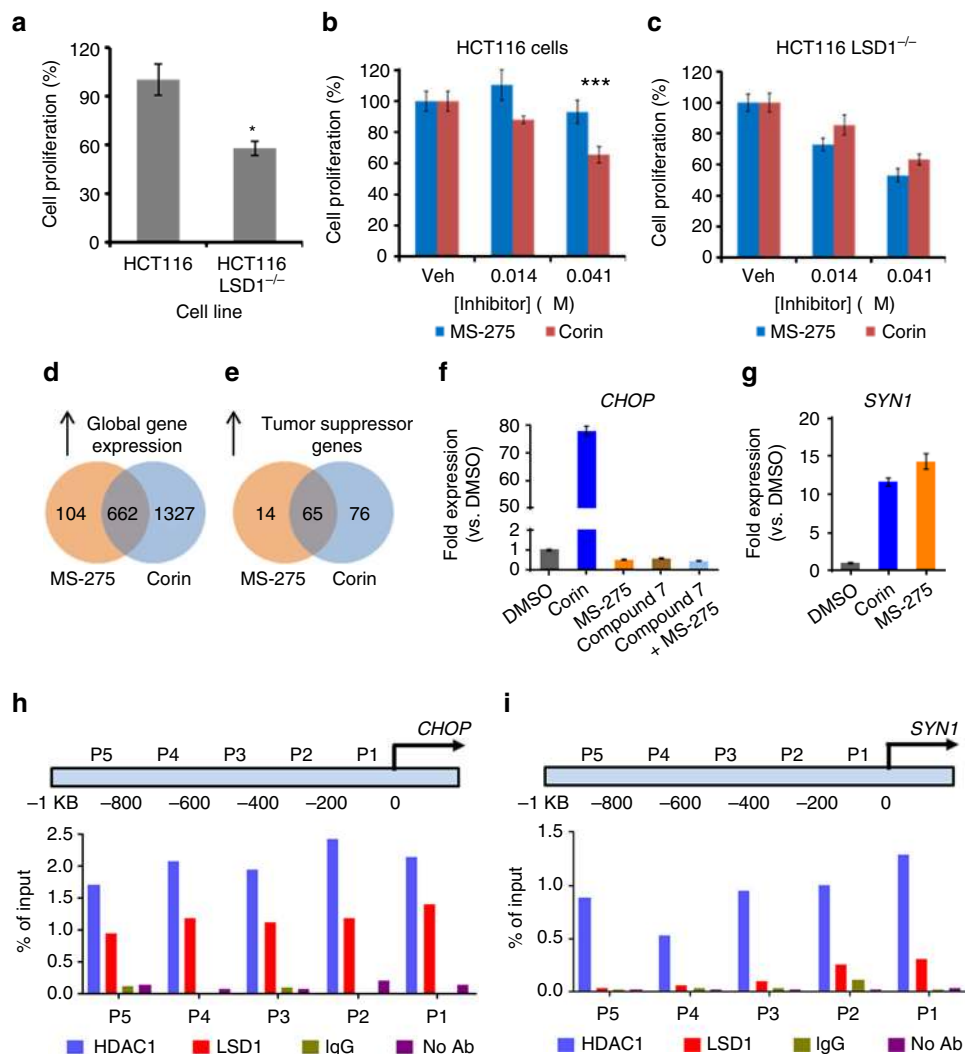 a
120
90
60
30
0
Cell proliferation (%)
*
HCT116
HCT116
LSD1–/–
Cell line
b
HCT116 cells
120
100
80
60
40
20
0
Cell proliferation (%)
***
Veh
0.014
0.041
[Inhibitor] ( M)
MS-275
Corin
c
HCT116 LSD1–/–
120
100
80
60
40
20
0
Cell proliferation (%)
Veh
0.014
0.041
[Inhibitor] ( M)
MS-275
Corin
d
Global gene
expression
104
662
1327
MS-275
Corin
e
Tumor suppressor
genes
14
65
76
MS-275
Corin
f
CHOP
80
70
60
50
2
1
0
Fold expression
(vs. DMSO)
DMSO
Corin
MS-275
Compound 7
Compound 7
+ MS-275
g
SYN1
20
15
10
5
0
Fold expression
(vs. DMSO)
DMSO
Corin
MS-275
h
CHOP
P5 P4 P3 P2 P1
–1 KB –800 –600 –400 –200 0
2.5
2.0
1.5
1.0
0.5
0.0
% of input
P5 P4 P3 P2 P1
HDAC1 LSD1 IgG No Ab
i
SYN1
P5 P4 P3 P2 P1
–1 KB –800 –600 –400 –200 0
1.5
1.0
0.5
0.0
% of input
P5 P4 P3 P2 P1
HDAC1 LSD1 IgG No Ab